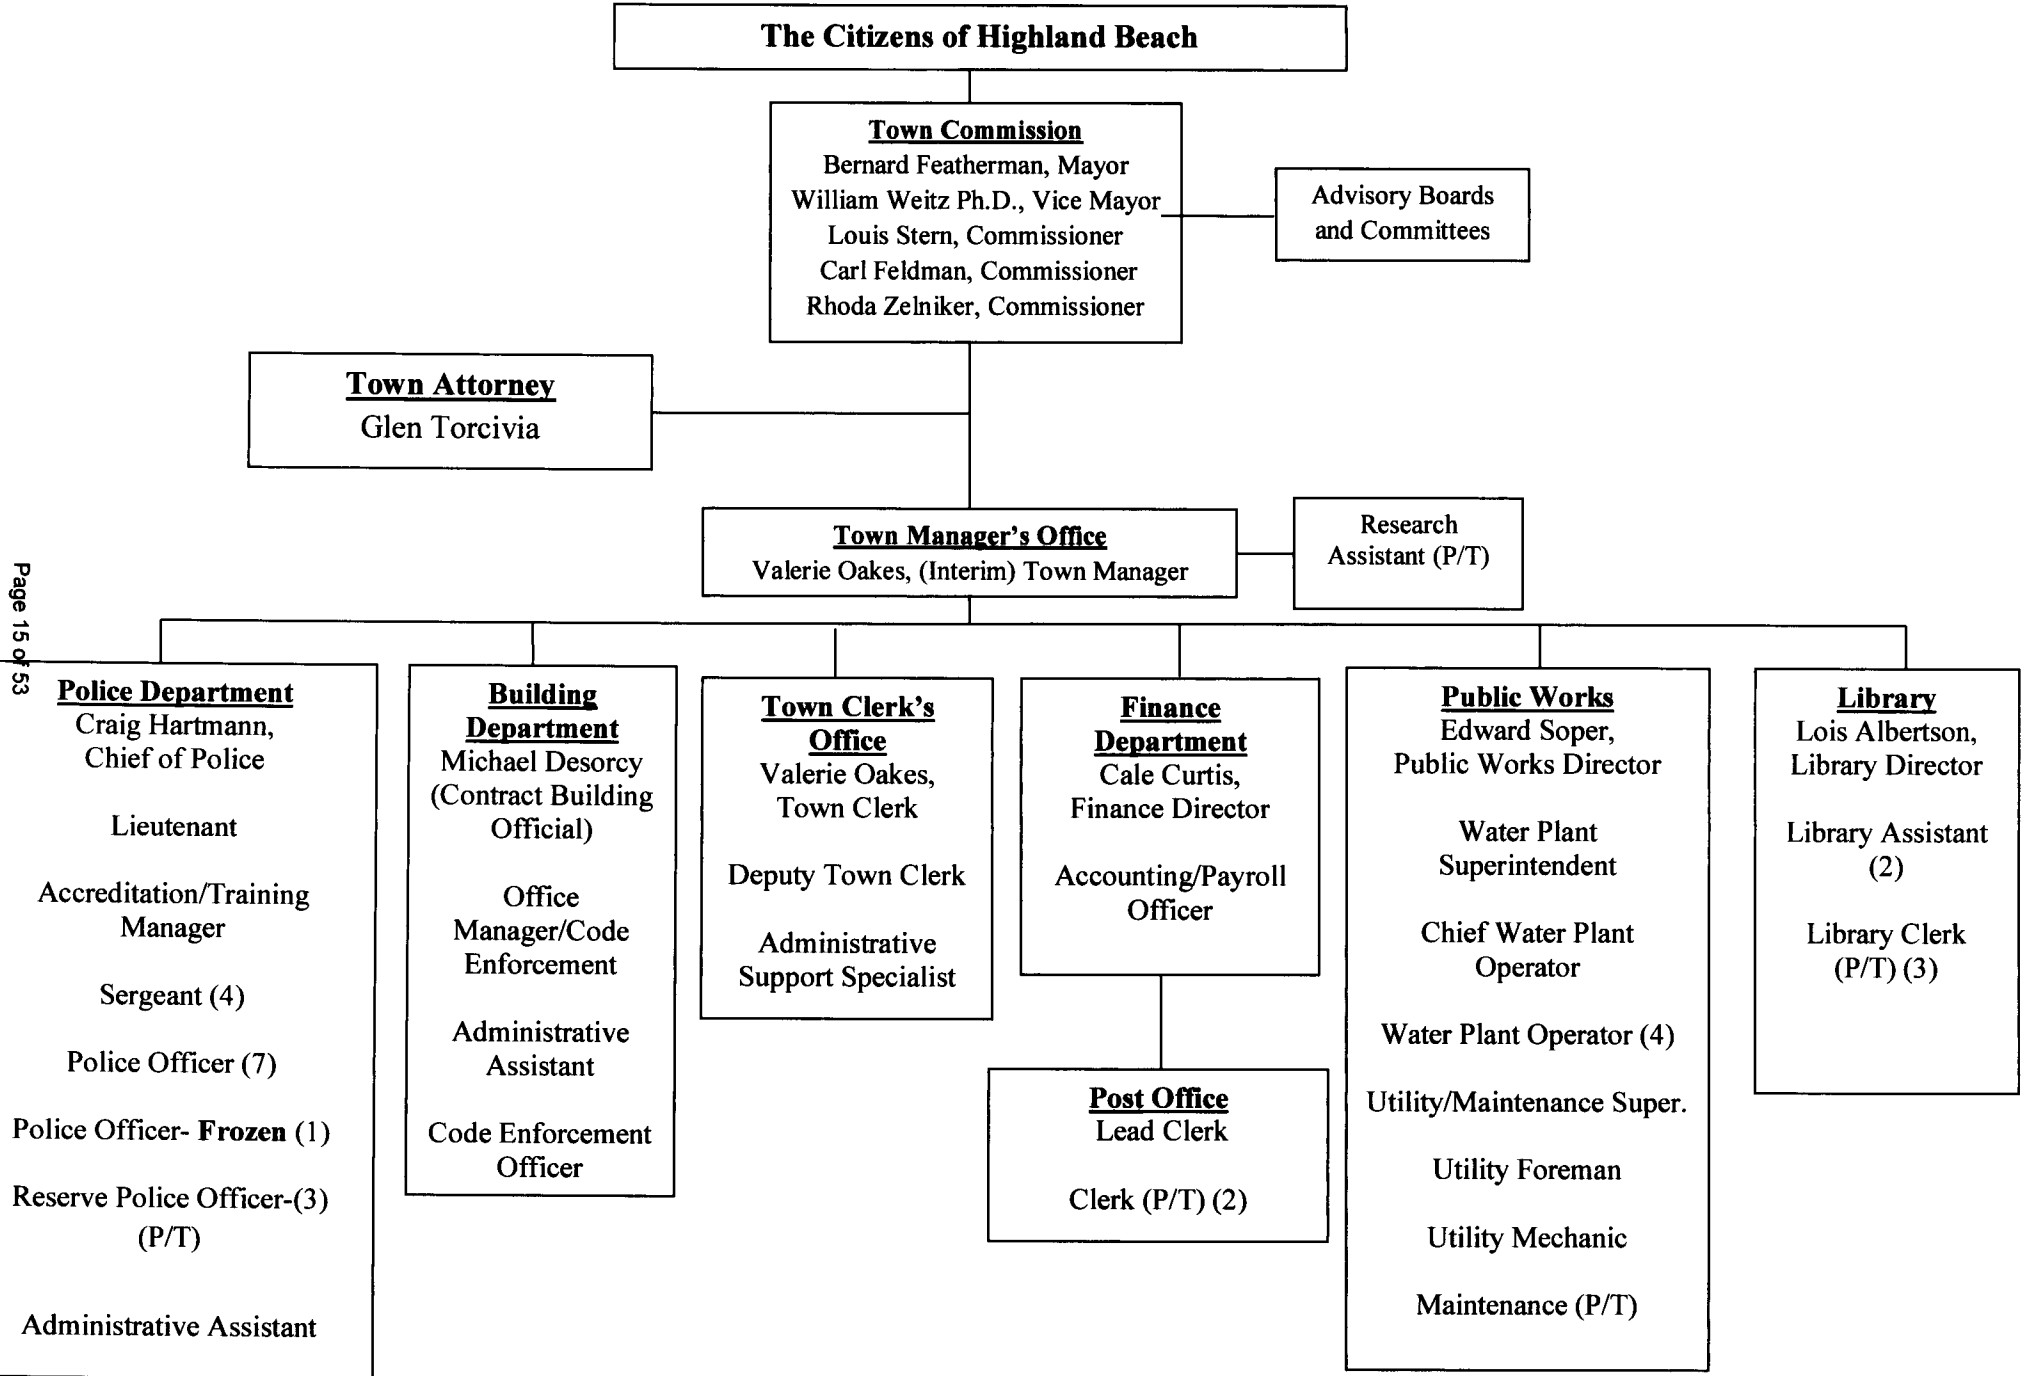 The Citizens of Highland Beach
Town Commission
Bernard Featherman, Mayor
William Weitz Ph.D., Vice Mayor
Louis Stern, Commissioner
Carl Feldman, Commissioner
Rhoda Zelniker, Commissioner
Advisory Boards
and Committees
Town Attorney
Glen Torcivia
Town Manager's Office
Valerie Oakes, (Interim) Town Manager
Research
Assistant (P/T)
Page 15 of 53
Police Department
Craig Hartmann,
Chief of Police
Lieutenant
Accreditation/Training
Manager
Sergeant (4)
Police Officer (7)
Police Officer- Frozen (1)
Reserve Police Officer-(3)
(P/T)
Administrative Assistant
Building
Department
Michael Desorcy
(Contract Building
Official)
Office
Manager/Code
Enforcement
Administrative
Assistant
Code Enforcement
Officer
Town Clerk's
Office
Valerie Oakes,
Town Clerk
Deputy Town Clerk
Administrative
Support Specialist
Finance
Department
Cale Curtis,
Finance Director
Accounting/Payroll
Officer
Post Office
Lead Clerk
Clerk (P/T) (2)
Public Works
Edward Soper,
Public Works Director
Water Plant
Superintendent
Chief Water Plant
Operator
Water Plant Operator (4)
Utility/Maintenance Super.
Utility Foreman
Utility Mechanic
Maintenance (P/T)
Library
Lois Albertson,
Library Director
Library Assistant
(2)
Library Clerk
(P/T) (3)